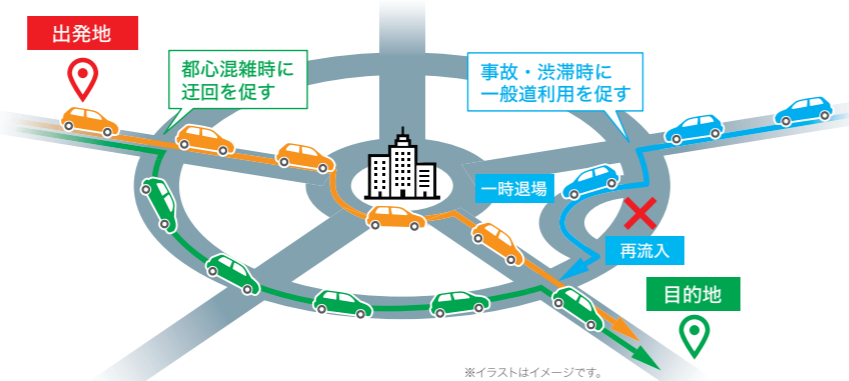 出発地
都心混雑時に
迂回を促す
事故・渋滞時に
一般道利用を促す
一時退場
再流入
目的地
※イラストはイメージです。